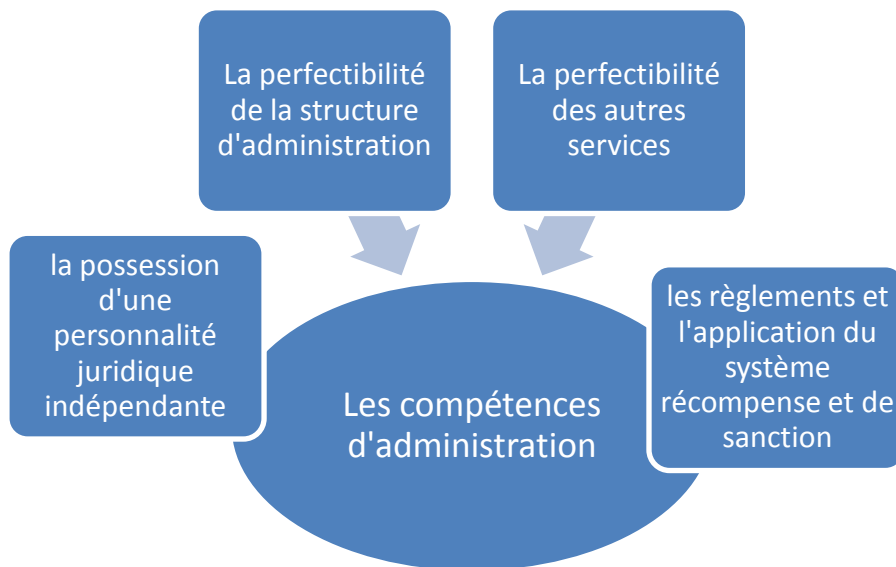 La perfectibilité
de la structure
d'administration
La perfectibilité
des autres
services
la possession
d'une
personnalité
juridique
indépendante
les règlements et
l'application du
système
récompense et de
sanction
Les compétences
d'administration